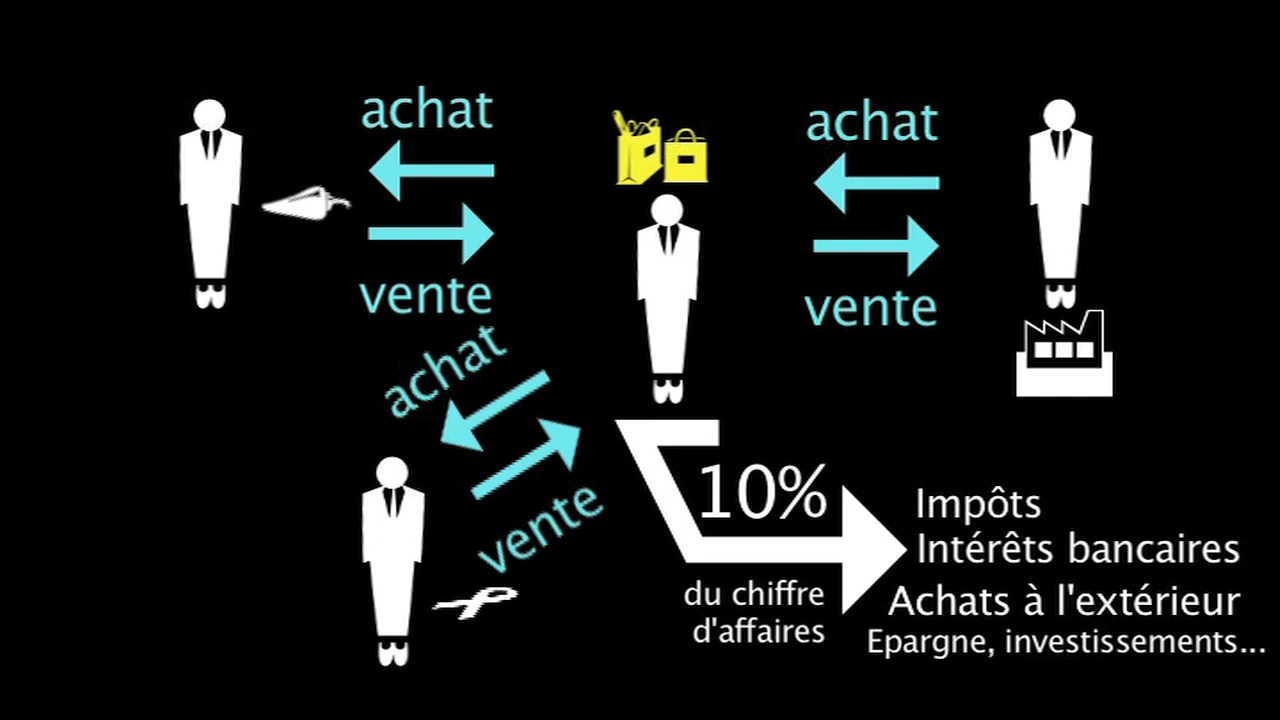 achat
vente
achat
vente
achat
vente
10%
du chiffre
d'affaires
Impôts
Intérêts bancaires
Achats à l'extérieur
Epargne, investissements...